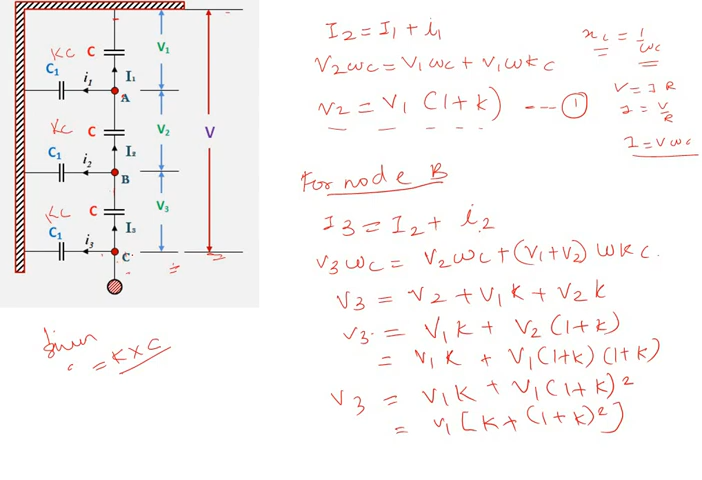 KC
C
V₁
C₁
i₁
I₁
A
KC
C
V₂
V
C₁
i₂
I₂
B
KC
C
V₃
C₁
i₃
I₃
C
= K×C
I₂ = I₁ + i₁
V₂ωc = V₁ωc + V₁ωkc
V₂ = V₁ (1+k) ---- ①
xc = 1/ωc
V = IR
I = V/R
I = Vωc
For node B
I₃ = I₂ + i₂
V₃ωc = V₂ωc + (V₁+V₂) ωkc.
V₃ = V₂ + V₁k + V₂k
V₃ = V₁k + V₂(1+k)
= V₁k + V₁(1+k)(1+k)
V₃ = V₁k + V₁(1+k)²
= V₁[k+(1+k)²]